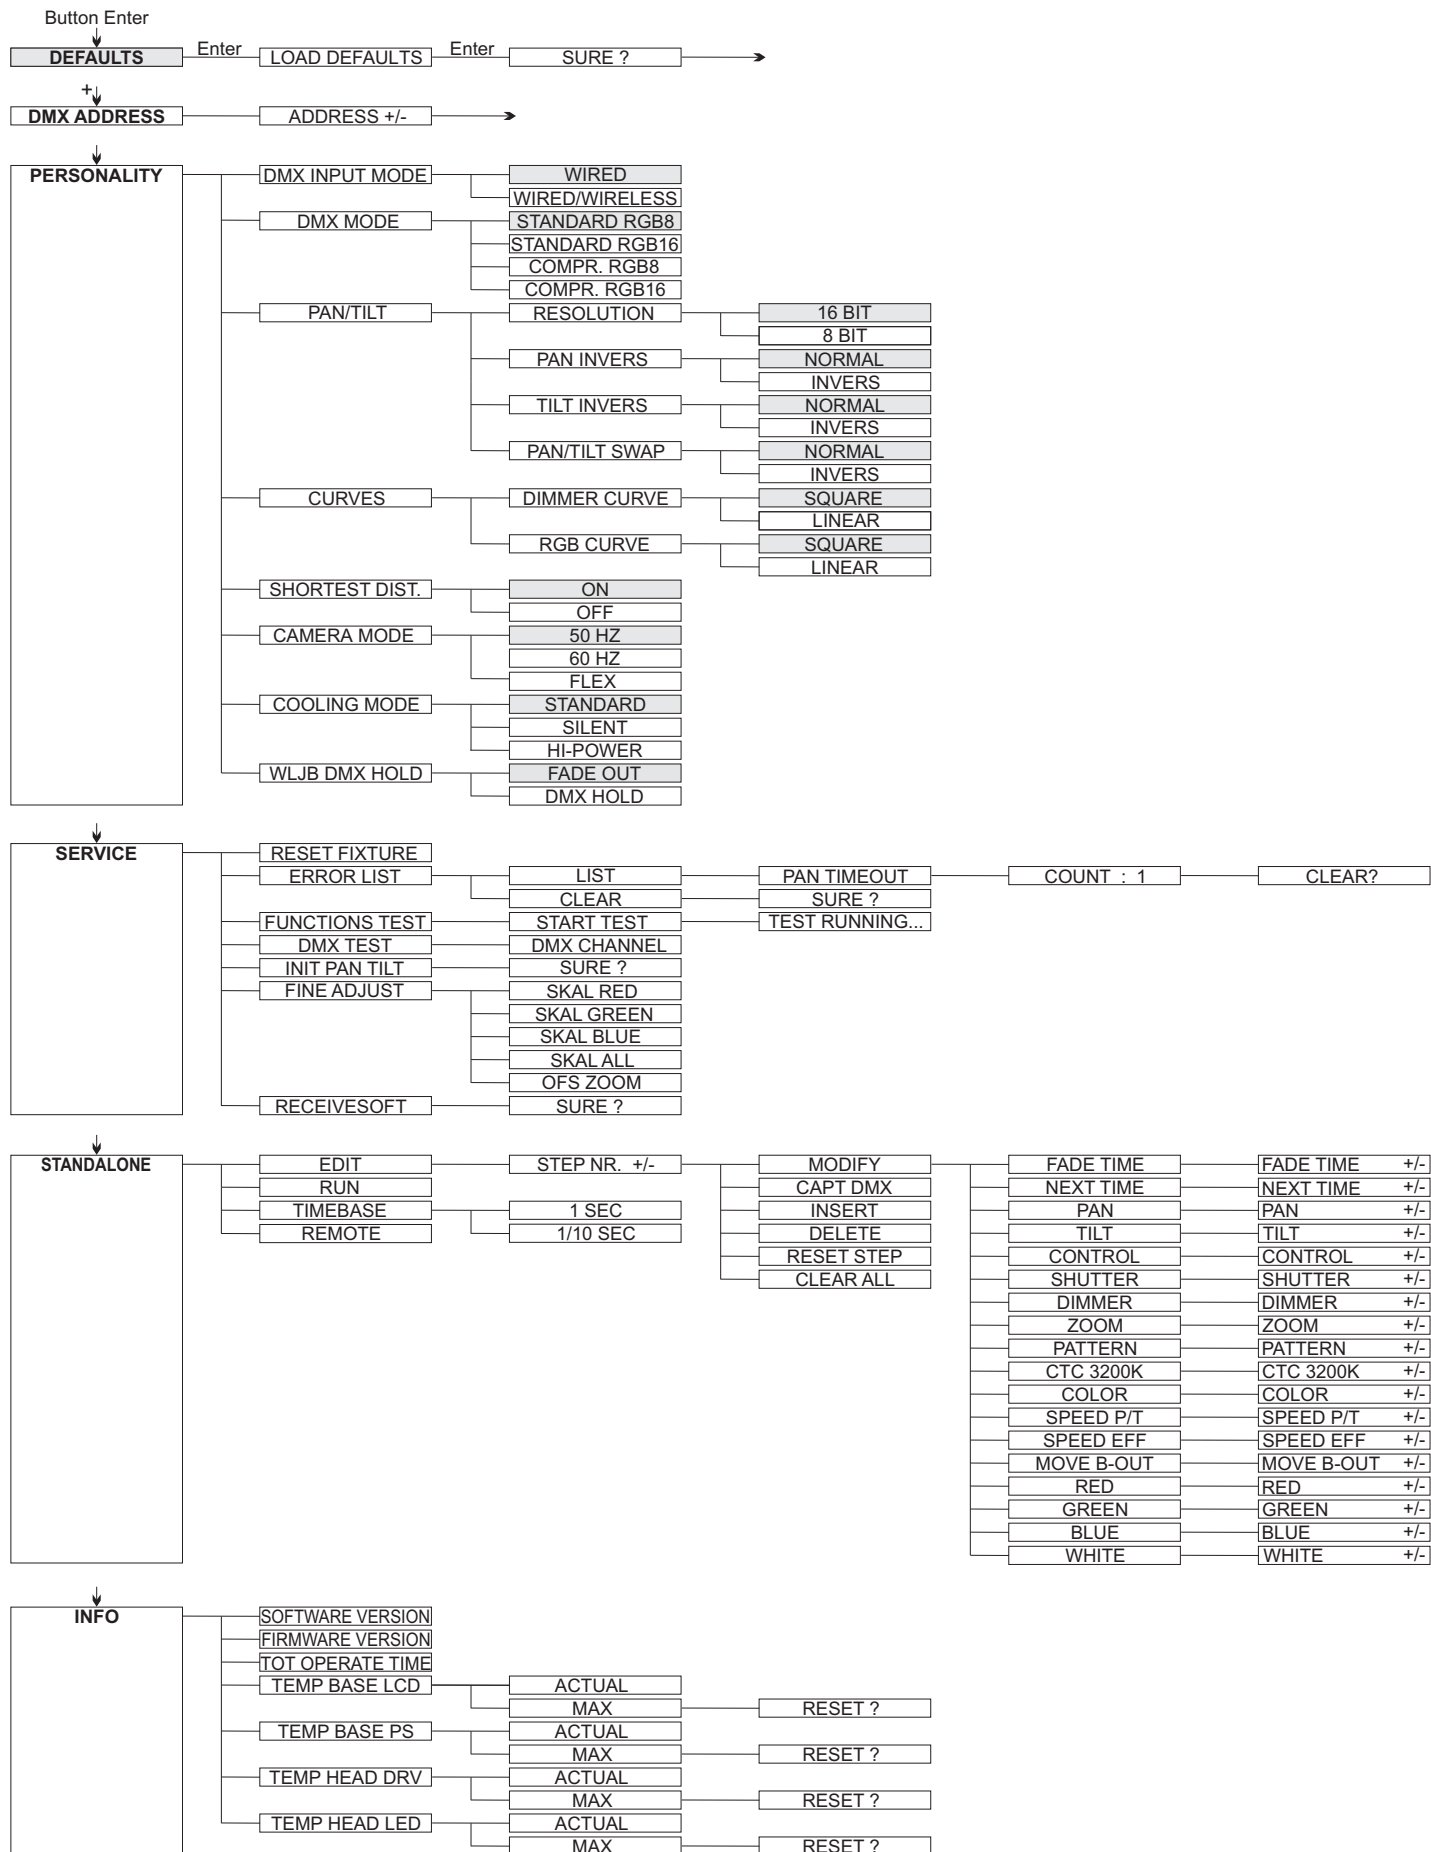 Button Enter
DEFAULTS Enter LOAD DEFAULTS Enter SURE ?
+
DMX ADDRESS ADDRESS +/-
PERSONALITY DMX INPUT MODE WIRED
WIRED/WIRELESS
DMX MODE STANDARD RGB8
STANDARD RGB16
COMPR. RGB8
COMPR. RGB16
PAN/TILT RESOLUTION 16 BIT
8 BIT
PAN INVERS NORMAL
INVERS
TILT INVERS NORMAL
INVERS
PAN/TILT SWAP NORMAL
INVERS
CURVES DIMMER CURVE SQUARE
LINEAR
RGB CURVE SQUARE
LINEAR
SHORTEST DIST. ON
OFF
CAMERA MODE 50 HZ
60 HZ
FLEX
COOLING MODE STANDARD
SILENT
HI-POWER
WLJB DMX HOLD FADE OUT
DMX HOLD
SERVICE RESET FIXTURE
ERROR LIST LIST PAN TIMEOUT COUNT : 1 CLEAR?
CLEAR SURE ?
FUNCTIONS TEST START TEST TEST RUNNING...
DMX TEST DMX CHANNEL
INIT PAN TILT SURE ?
FINE ADJUST SKAL RED
SKAL GREEN
SKAL BLUE
SKAL ALL
OFS ZOOM
RECEIVESOFT SURE ?
STANDALONE EDIT STEP NR. +/- MODIFY FADE TIME FADE TIME +/-
RUN CAPT DMX NEXT TIME NEXT TIME +/-
TIMEBASE 1 SEC INSERT PAN PAN +/-
REMOTE 1/10 SEC DELETE TILT TILT +/-
RESET STEP CONTROL CONTROL +/-
CLEAR ALL SHUTTER SHUTTER +/-
DIMMER DIMMER +/-
ZOOM ZOOM +/-
PATTERN PATTERN +/-
CTC 3200K CTC 3200K +/-
COLOR COLOR +/-
SPEED P/T SPEED P/T +/-
SPEED EFF SPEED EFF +/-
MOVE B-OUT MOVE B-OUT +/-
RED RED +/-
GREEN GREEN +/-
BLUE BLUE +/-
WHITE WHITE +/-
INFO SOFTWARE VERSION
FIRMWARE VERSION
TOT OPERATE TIME
TEMP BASE LCD ACTUAL
MAX RESET ?
TEMP BASE PS ACTUAL
MAX RESET ?
TEMP HEAD DRV ACTUAL
MAX RESET ?
TEMP HEAD LED ACTUAL
MAX RESET ?